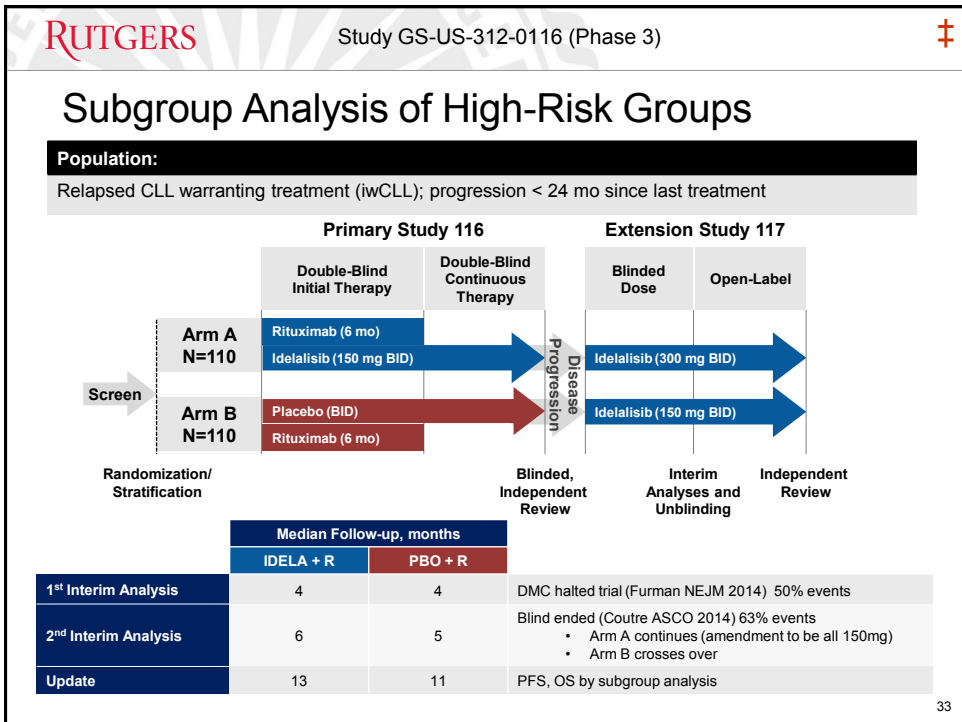 RUTGERS
Study GS-US-312-0116 (Phase 3)
‡
Subgroup Analysis of High-Risk Groups
Population:
Relapsed CLL warranting treatment (iwCLL); progression < 24 mo since last treatment
Primary Study 116
Extension Study 117
Double-Blind
Initial Therapy
Double-Blind
Continuous
Therapy
Blinded
Dose
Open-Label
Screen
Arm A
N=110
Rituximab (6 mo)
Idelalisib (150 mg BID)
Disease
Progression
Idelalisib (300 mg BID)
Arm B
N=110
Placebo (BID)
Rituximab (6 mo)
Idelalisib (150 mg BID)
Randomization/
Stratification
Blinded,
Independent
Review
Interim
Analyses and
Unblinding
Independent
Review
Median Follow-up, months
IDELA + R PBO + R
1st Interim Analysis 4 4 DMC halted trial (Furman NEJM 2014) 50% events
2nd Interim Analysis 6 5 Blind ended (Coutre ASCO 2014) 63% events
• Arm A continues (amendment to be all 150mg)
• Arm B crosses over
Update 13 11 PFS, OS by subgroup analysis
33